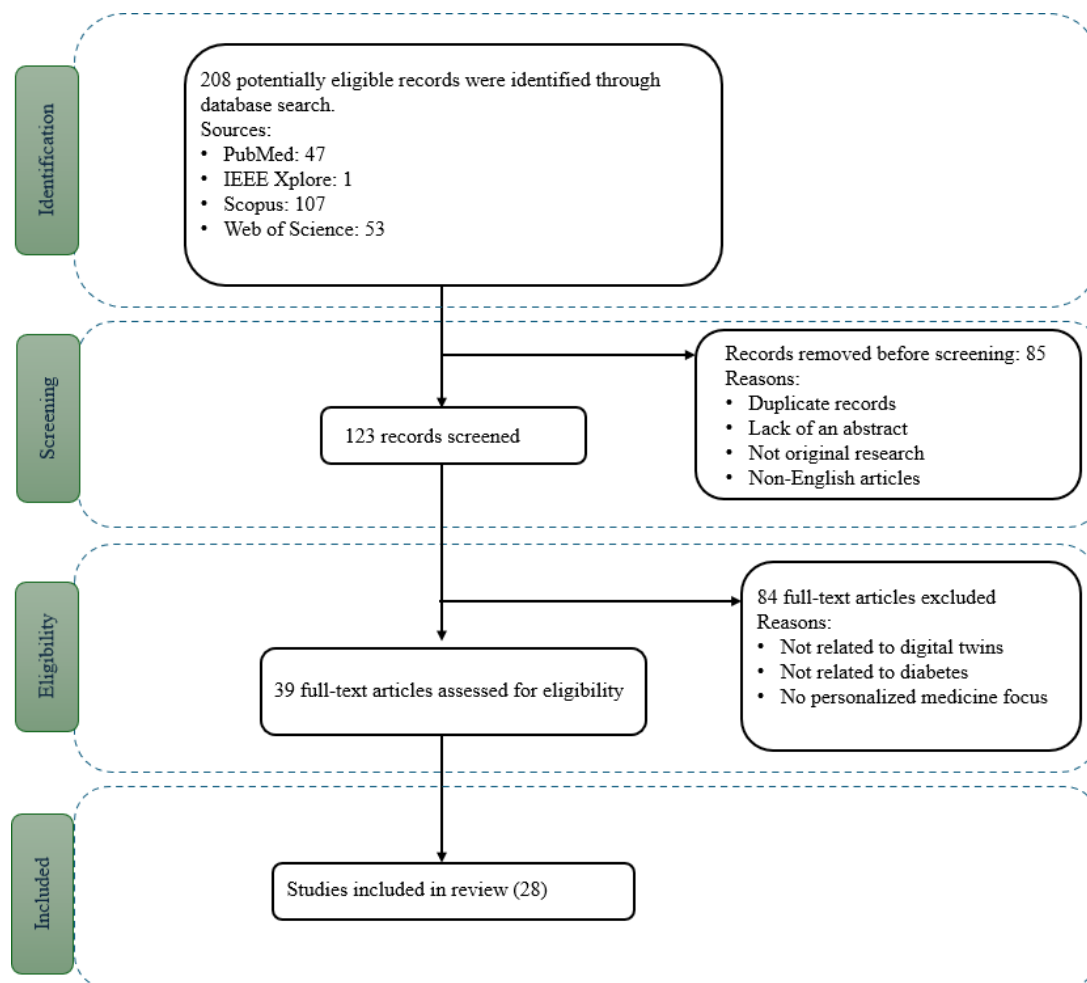 Identification
208 potentially eligible records were identified through
database search.
Sources:
• PubMed: 47
• IEEE Xplore: 1
• Scopus: 107
• Web of Science: 53
Screening
Records removed before screening: 85
Reasons:
• Duplicate records
• Lack of an abstract
• Not original research
• Non-English articles
123 records screened
Eligibility
84 full-text articles excluded
Reasons:
• Not related to digital twins
• Not related to diabetes
• No personalized medicine focus
39 full-text articles assessed for eligibility
Included
Studies included in review (28)